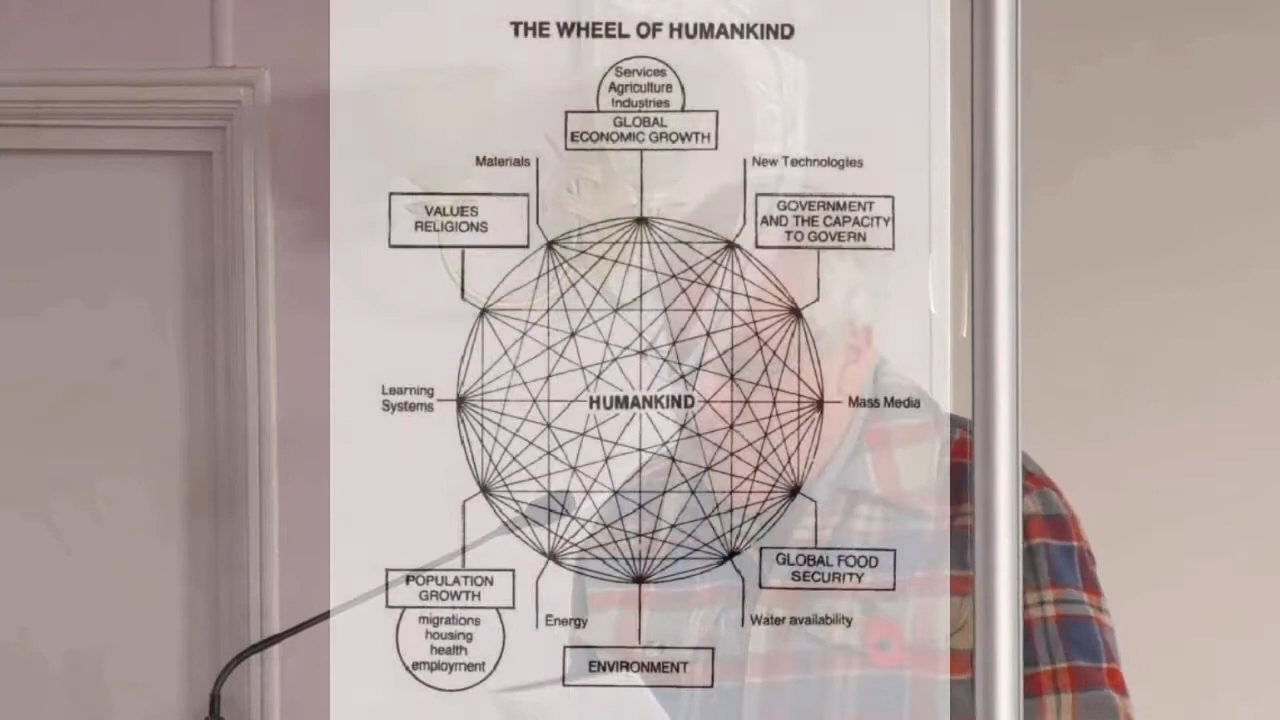 THE WHEEL OF HUMANKIND
Services
Agriculture
Industries
GLOBAL
ECONOMIC GROWTH
Materials
New Technologies
VALUES
RELIGIONS
GOVERNMENT
AND THE CAPACITY
TO GOVERN
Learning
Systems
HUMANKIND
Mass Media
POPULATION
GROWTH
migrations
housing
health
employment
Energy
ENVIRONMENT
Water availability
GLOBAL FOOD
SECURITY